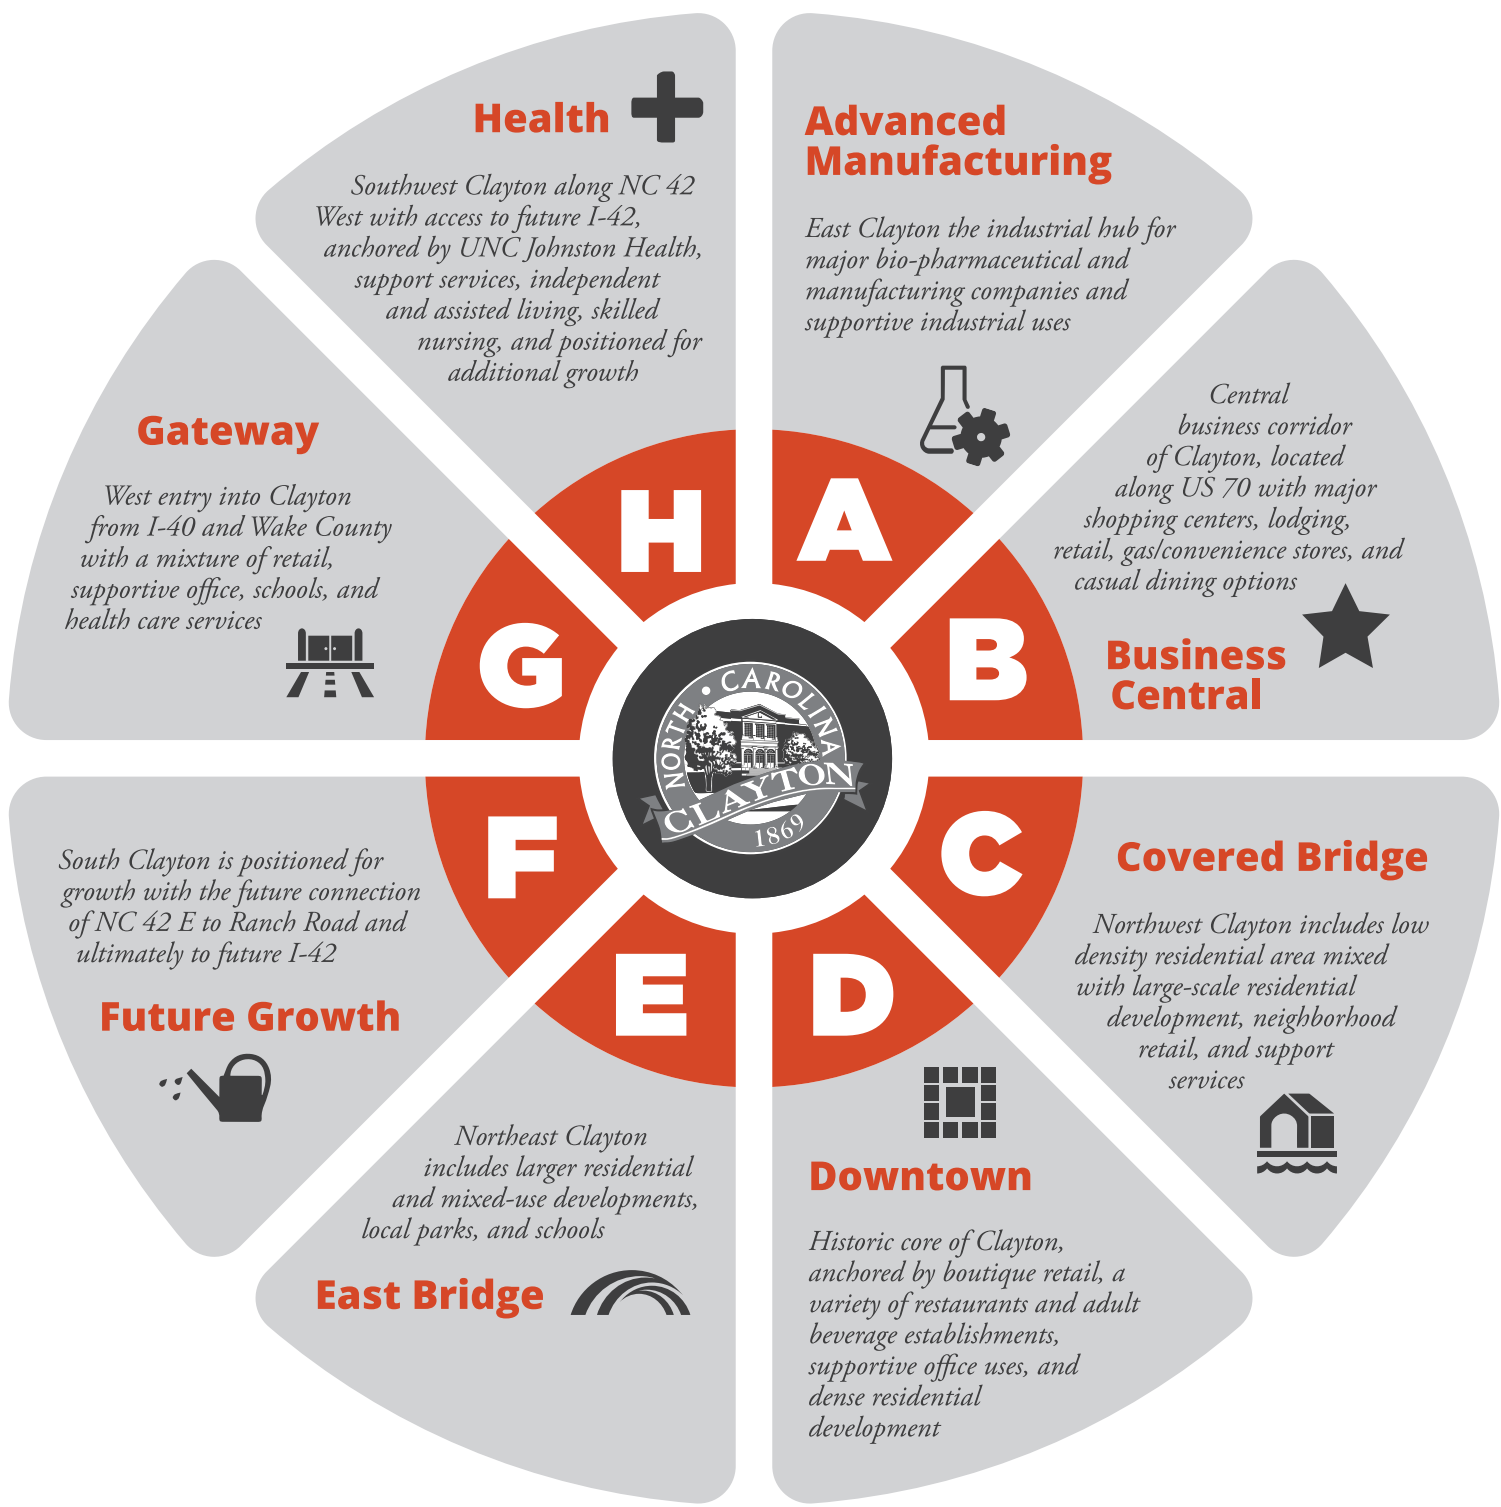 Health
Southwest Clayton along NC 42
West with access to future I-42,
anchored by UNC Johnston Health,
support services, independent
and assisted living, skilled
nursing, and positioned for
additional growth
H
Advanced
Manufacturing
East Clayton the industrial hub for
major bio-pharmaceutical and
manufacturing companies and
supportive industrial uses
A
Central
business corridor
of Clayton, located
along US 70 with major
shopping centers, lodging,
retail, gas/convenience stores, and
casual dining options
Business
Central
B
Covered Bridge
Northwest Clayton includes low
density residential area mixed
with large-scale residential
development, neighborhood
retail, and support
services
C
Downtown
Historic core of Clayton,
anchored by boutique retail, a
variety of restaurants and adult
beverage establishments,
supportive office uses, and
dense residential
development
D
Northeast Clayton
includes larger residential
and mixed-use developments,
local parks, and schools
East Bridge
E
South Clayton is positioned for
growth with the future connection
of NC 42 E to Ranch Road and
ultimately to future I-42
Future Growth
F
Gateway
West entry into Clayton
from I-40 and Wake County
with a mixture of retail,
supportive office, schools, and
health care services
G
NORTH • CAROLINA
CLAYTON
1869